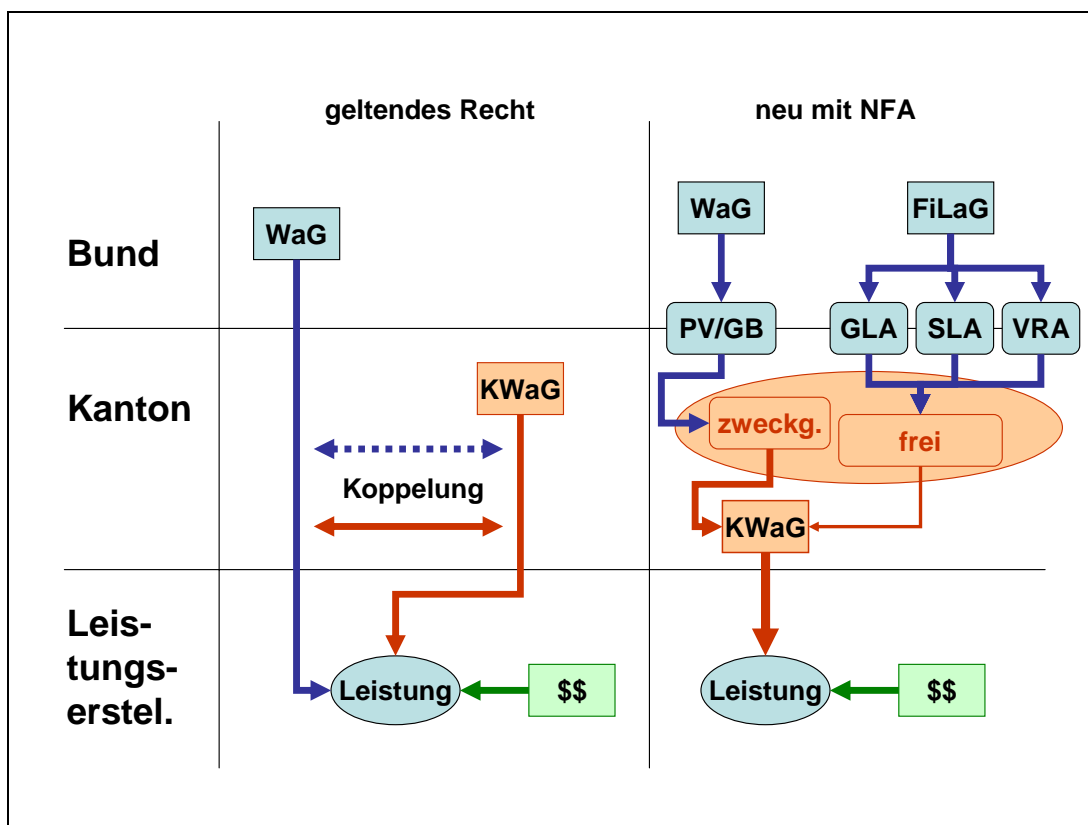 geltendes Recht
neu mit NFA
Bund
WaG
WaG
FiLaG
PV/GB
GLA
SLA
VRA
Kanton
KWaG
Koppelung
zweckg.
frei
KWaG
Leis-
tungs-
erstel.
Leistung
$$
Leistung
$$